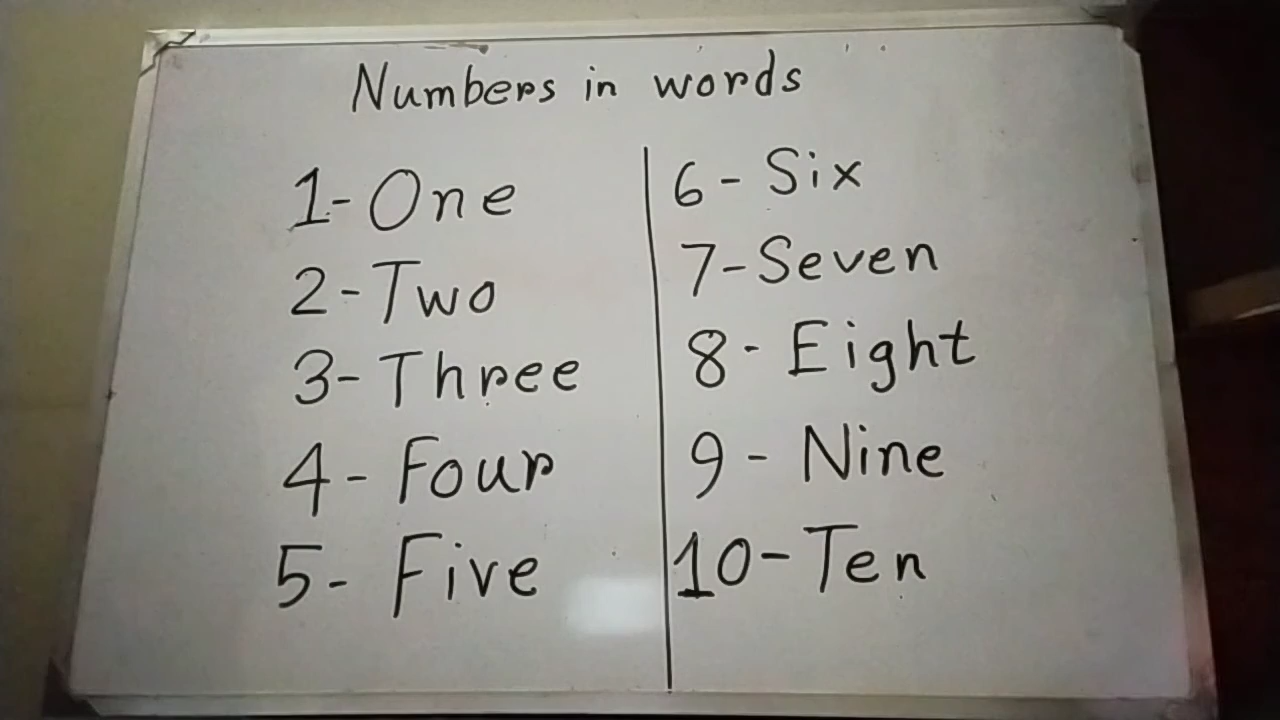 Numbers in words
1- One
2- Two
3- Three
4- Four
5- Five
6- Six
7- Seven
8- Eight
9- Nine
10- Ten